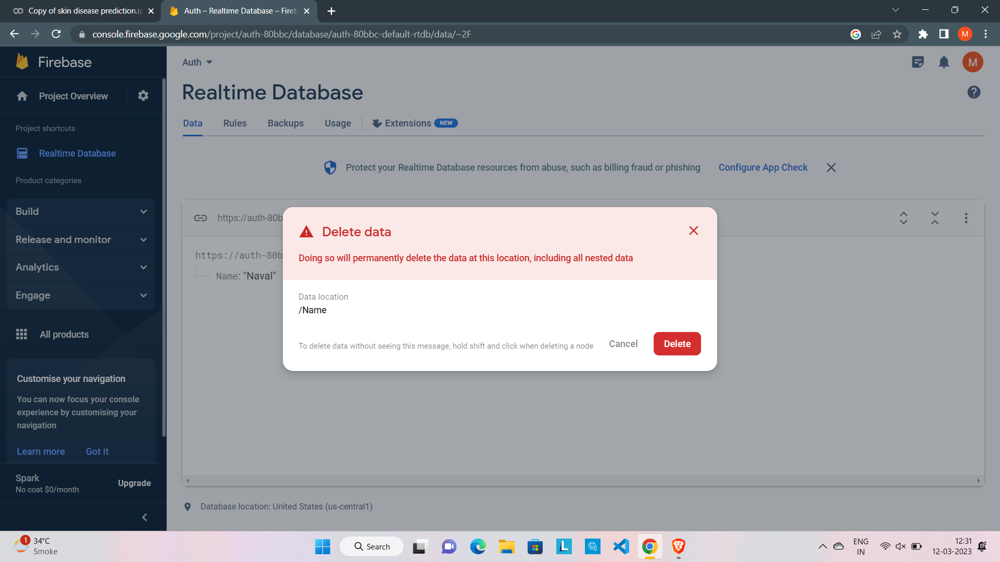 Copy of skin disease prediction.ip
Auth – Realtime Database – Fireb
console.firebase.google.com/project/auth-80bbc/database/auth-80bbc-default-rtdb/data/~2F
M
Firebase
Auth
M
Project Overview
Realtime Database
Data
Rules
Backups
Usage
Extensions
NEW
Project shortcuts
Realtime Database
Product categories
Protect your Realtime Database resources from abuse, such as billing fraud or phishing
Configure App Check
Build
Release and monitor
Analytics
Engage
All products
https://auth-80b
https://auth-80b
Name: "Naval"
Delete data
Doing so will permanently delete the data at this location, including all nested data
Data location
/Name
To delete data without seeing this message, hold shift and click when deleting a node
Cancel
Delete
Customise your navigation
You can now focus your console
experience by customising your
navigation
Learn more
Got it
Spark
No cost $0/month
Upgrade
Database location: United States (us-central1)
1
34°C
Smoke
Search
L
ENG
IN
12:31
12-03-2023